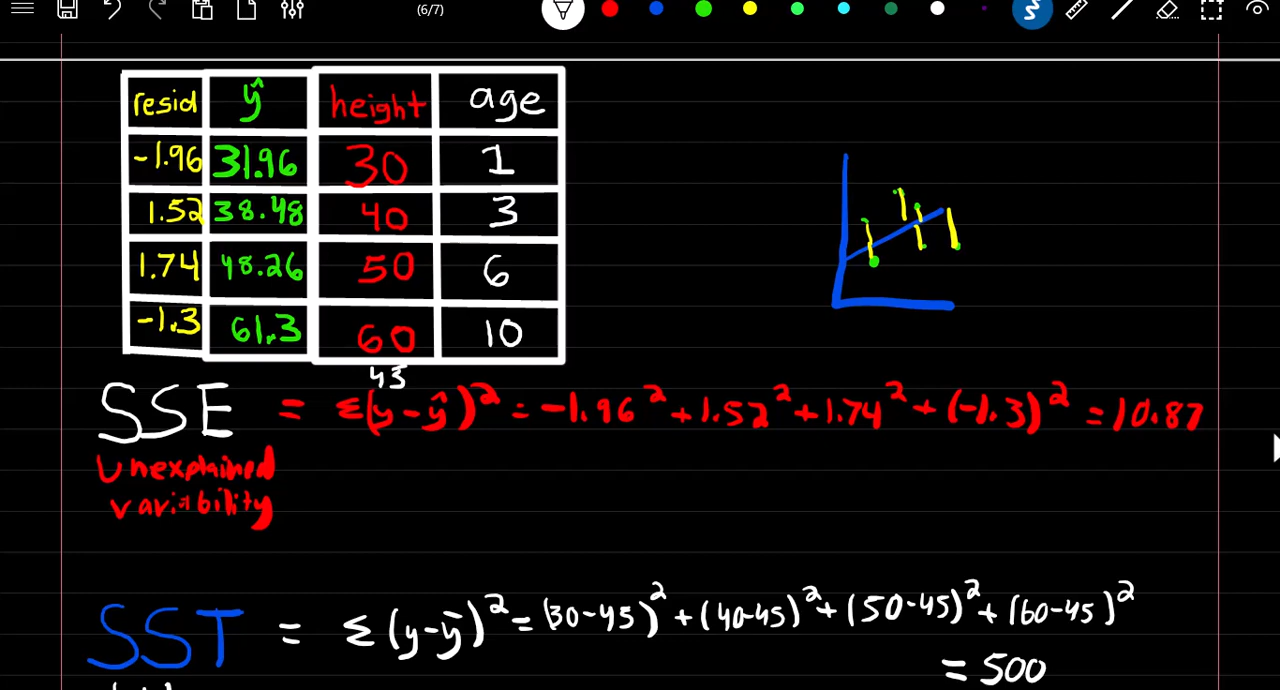 (6/7)
resid ŷ height age
-1.96 31.96 30 1
1.52 38.48 40 3
1.74 48.26 50 6
-1.3 61.3 60 10
45
SSE = Σ(y-ŷ)² = -1.96² + 1.52² + 1.74² + (-1.3)² = 10.87
Unexplained
variability
SST = Σ(y-ȳ)² = (30-45)² + (40-45)² + (50-45)² + (60-45)²
= 500